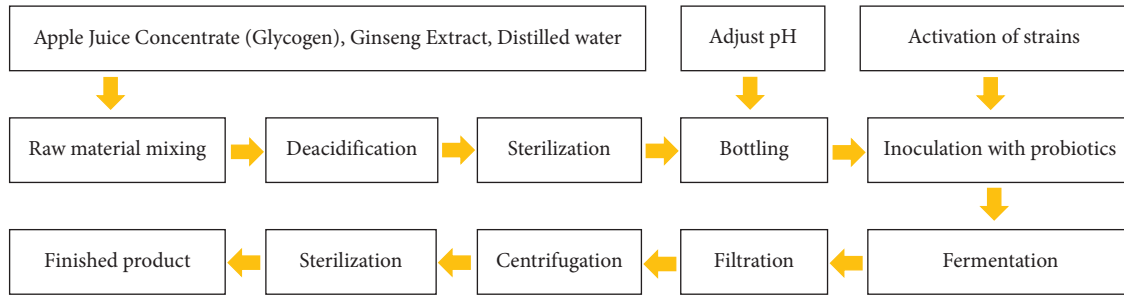 Apple Juice Concentrate (Glycogen), Ginseng Extract, Distilled water
Adjust pH
Activation of strains
Raw material mixing
Deacidification
Sterilization
Bottling
Inoculation with probiotics
Finished product
Sterilization
Centrifugation
Filtration
Fermentation